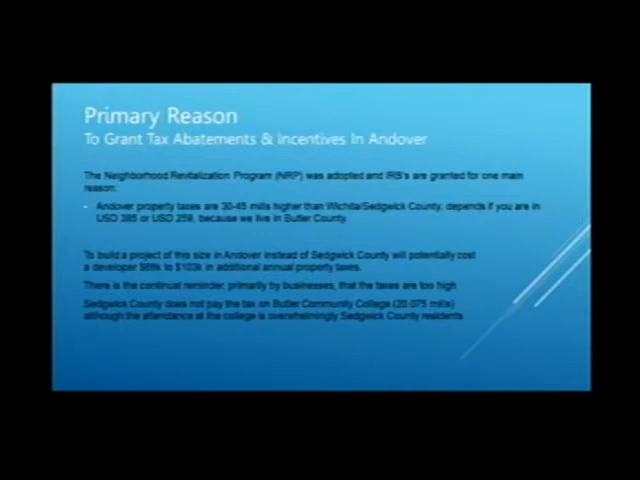 Primary Reason
To Grant Tax Abatements & Incentives In Andover
The Neighborhood Revitalization Program (NRP) was adopted and IRB's are granted for one main
reason:
- Andover property taxes are 30-45 mills higher than Wichita/Sedgwick County, depends if you are in
USD 385 or USD 259, because we live in Butler County.
To build a project of this size in Andover instead of Sedgwick County will potentially cost
a developer to $103k in additional annual property taxes.
There is the continual reminder, primarily by businesses, that the taxes are too high
Sedgwick County does not pay the tax on Butler Community College (20.075 mills)
although the attendance at the college is overwhelmingly Sedgwick County residents